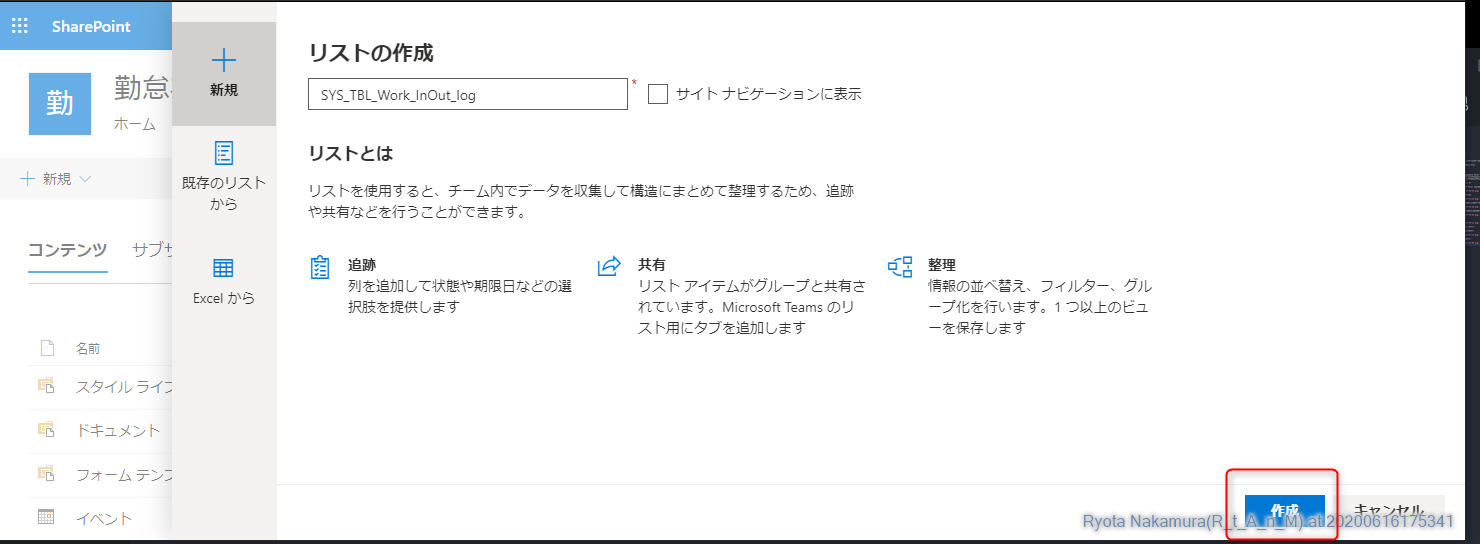 SharePoint
勤
勤怠
ホーム
新規
コンテンツ
サブサ
名前
スタイル ライブ
ドキュメント
フォーム テンプ
イベント
新規
既存のリスト
から
Excel から
リストの作成
SYS_TBL_Work_InOut_log
*
サイト ナビゲーションに表示
リストとは
リストを使用すると、チーム内でデータを収集して構造にまとめて整理するため、追跡
や共有などを行うことができます。
追跡
列を追加して状態や期限日などの選
択肢を提供します
共有
リスト アイテムがグループと共有さ
れています。Microsoft Teams のリ
スト用にタブを追加します
整理
情報の並べ替え、フィルター、グル
ープ化を行います。1 つ以上のビュ
ーを保存します
作成
キャンセル
Ryota Nakamura(R_t_A_n_M) at 20200616175341